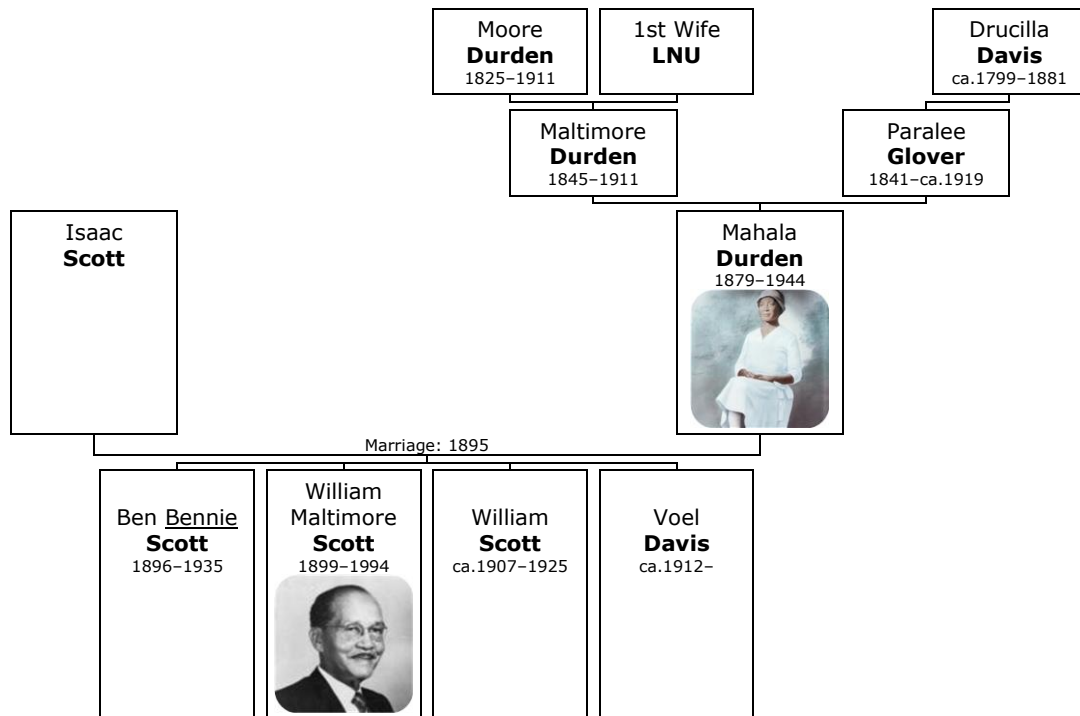 Moore
Durden
1825–1911
1st Wife
LNU
Drucilla
Davis
ca.1799–1881
Maltimore
Durden
1845–1911
Paralee
Glover
1841–ca.1919
Isaac
Scott
Mahala
Durden
1879–1944
Marriage: 1895
Ben Bennie
Scott
1896–1935
William
Maltimore
Scott
1899–1994
William
Scott
ca.1907–1925
Voel
Davis
ca.1912–